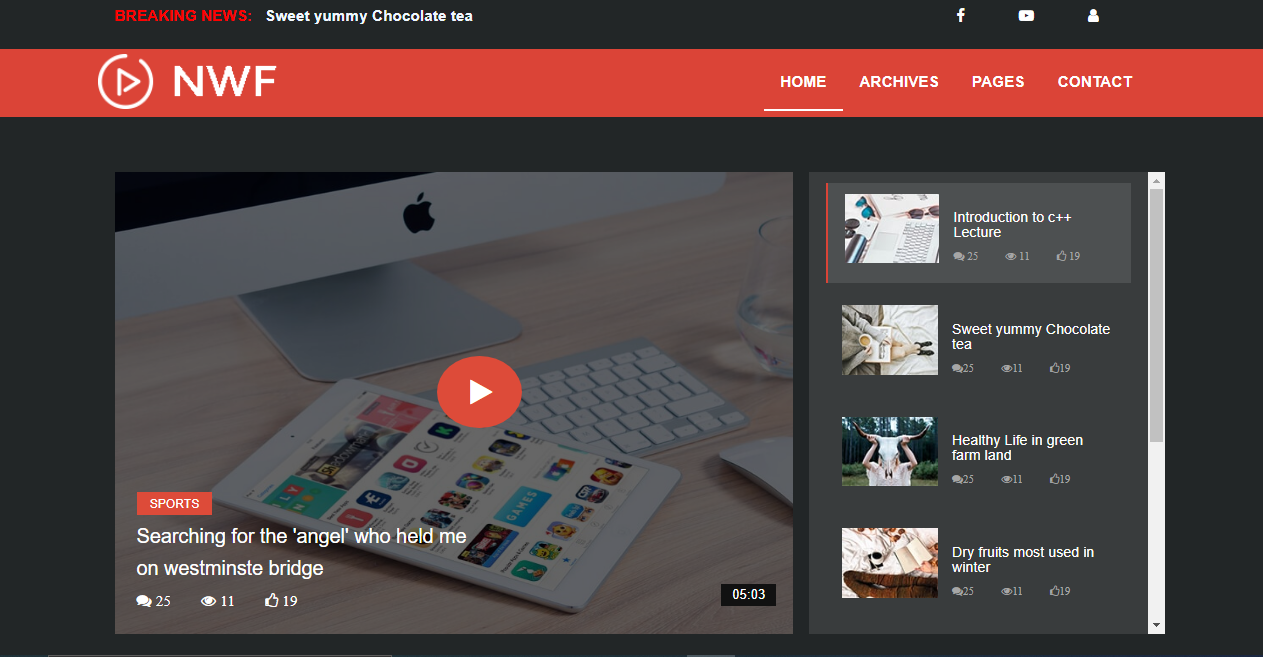 BREAKING NEWS: Sweet yummy Chocolate tea
NWF
HOME ARCHIVES PAGES CONTACT
SPORTS
Searching for the 'angel' who held me
on westminste bridge
25 11 19
05:03
Introduction to c++
Lecture
25 11 19
Sweet yummy Chocolate
tea
25 11 19
Healthy Life in green
farm land
25 11 19
Dry fruits most used in
winter
25 11 19
GAMES